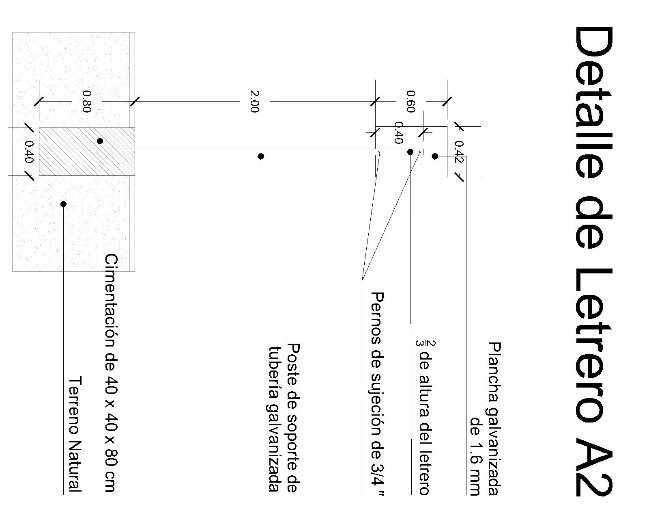 Detalle de Letrero A2
Plancha galvanizada
de 1.6 mm
0.42
0.60
0.40
2/3 de altura del letrero
Pernos de sujeción de 3/4"
2.00
Poste de soporte de
tubería galvanizada
0.80
0.40
Cimentación de 40 x 40 x 80 cm
Terreno Natural